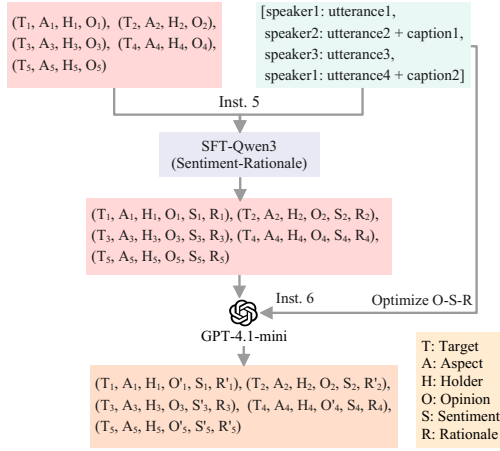 (T1, A1, H1, O1), (T2, A2, H2, O2),
(T3, A3, H3, O3), (T4, A4, H4, O4),
(T5, A5, H5, O5)
[speaker1: utterance1,
speaker2: utterance2 + caption1,
speaker3: utterance3,
speaker1: utterance4 + caption2]
Inst. 5
SFT-Qwen3
(Sentiment-Rationale)
(T1, A1, H1, O1, S1, R1), (T2, A2, H2, O2, S2, R2),
(T3, A3, H3, O3, S3, R3), (T4, A4, H4, O4, S4, R4),
(T5, A5, H5, O5, S5, R5)
Inst. 6
Optimize O-S-R
GPT-4.1-mini
(T1, A1, H1, O'1, S1, R'1), (T2, A2, H2, O2, S2, R'2),
(T3, A3, H3, O3, S'3, R3), (T4, A4, H4, O'4, S4, R4),
(T5, A5, H5, O'5, S'5, R'5)
T: Target
A: Aspect
H: Holder
O: Opinion
S: Sentiment
R: Rationale